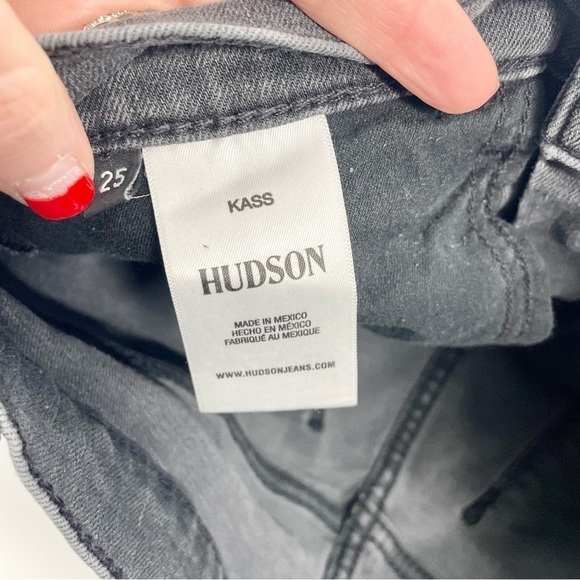 25
KASS
HUDSON
MADE IN MEXICO
HECHO EN MÉXICO
FABRIQUÉ AU MEXIQUE
WWW.HUDSONJEANS.COM